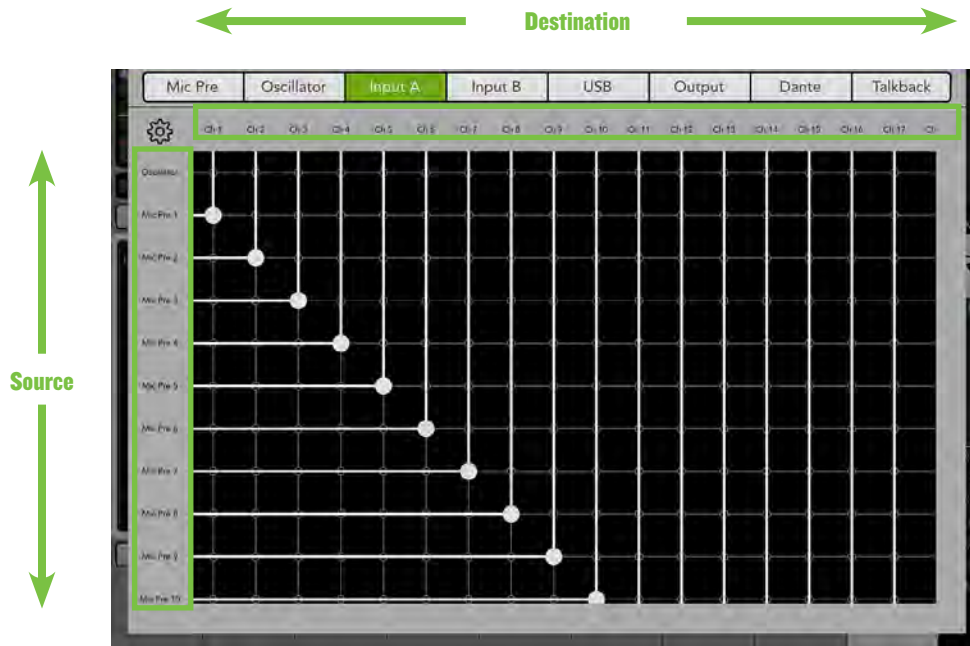 Destination
Mic Pre Oscillator Input A Input B USB Output Dante Talkback
Ch 1 Ch 2 Ch 3 Ch 4 Ch 5 Ch 6 Ch 7 Ch 8 Ch 9 Ch 10 Ch 11 Ch 12 Ch 13 Ch 14 Ch 15 Ch 16 Ch 17 Ch
Oscillator
Mic Pre 1
Mic Pre 2
Mic Pre 3
Mic Pre 4
Mic Pre 5
Source
Mic Pre 6
Mic Pre 7
Mic Pre 8
Mic Pre 9
Mic Pre 10